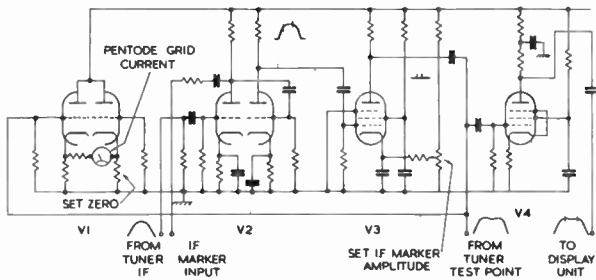 PENTODE GRID
CURRENT
SET ZERO
V1
FROM
TUNER
IF
IF
MARKER
INPUT
V2
V3
SET IF MARKER
AMPLITUDE
FROM
TUNER
TEST POINT
V4
TO
DISPLAY
UNIT